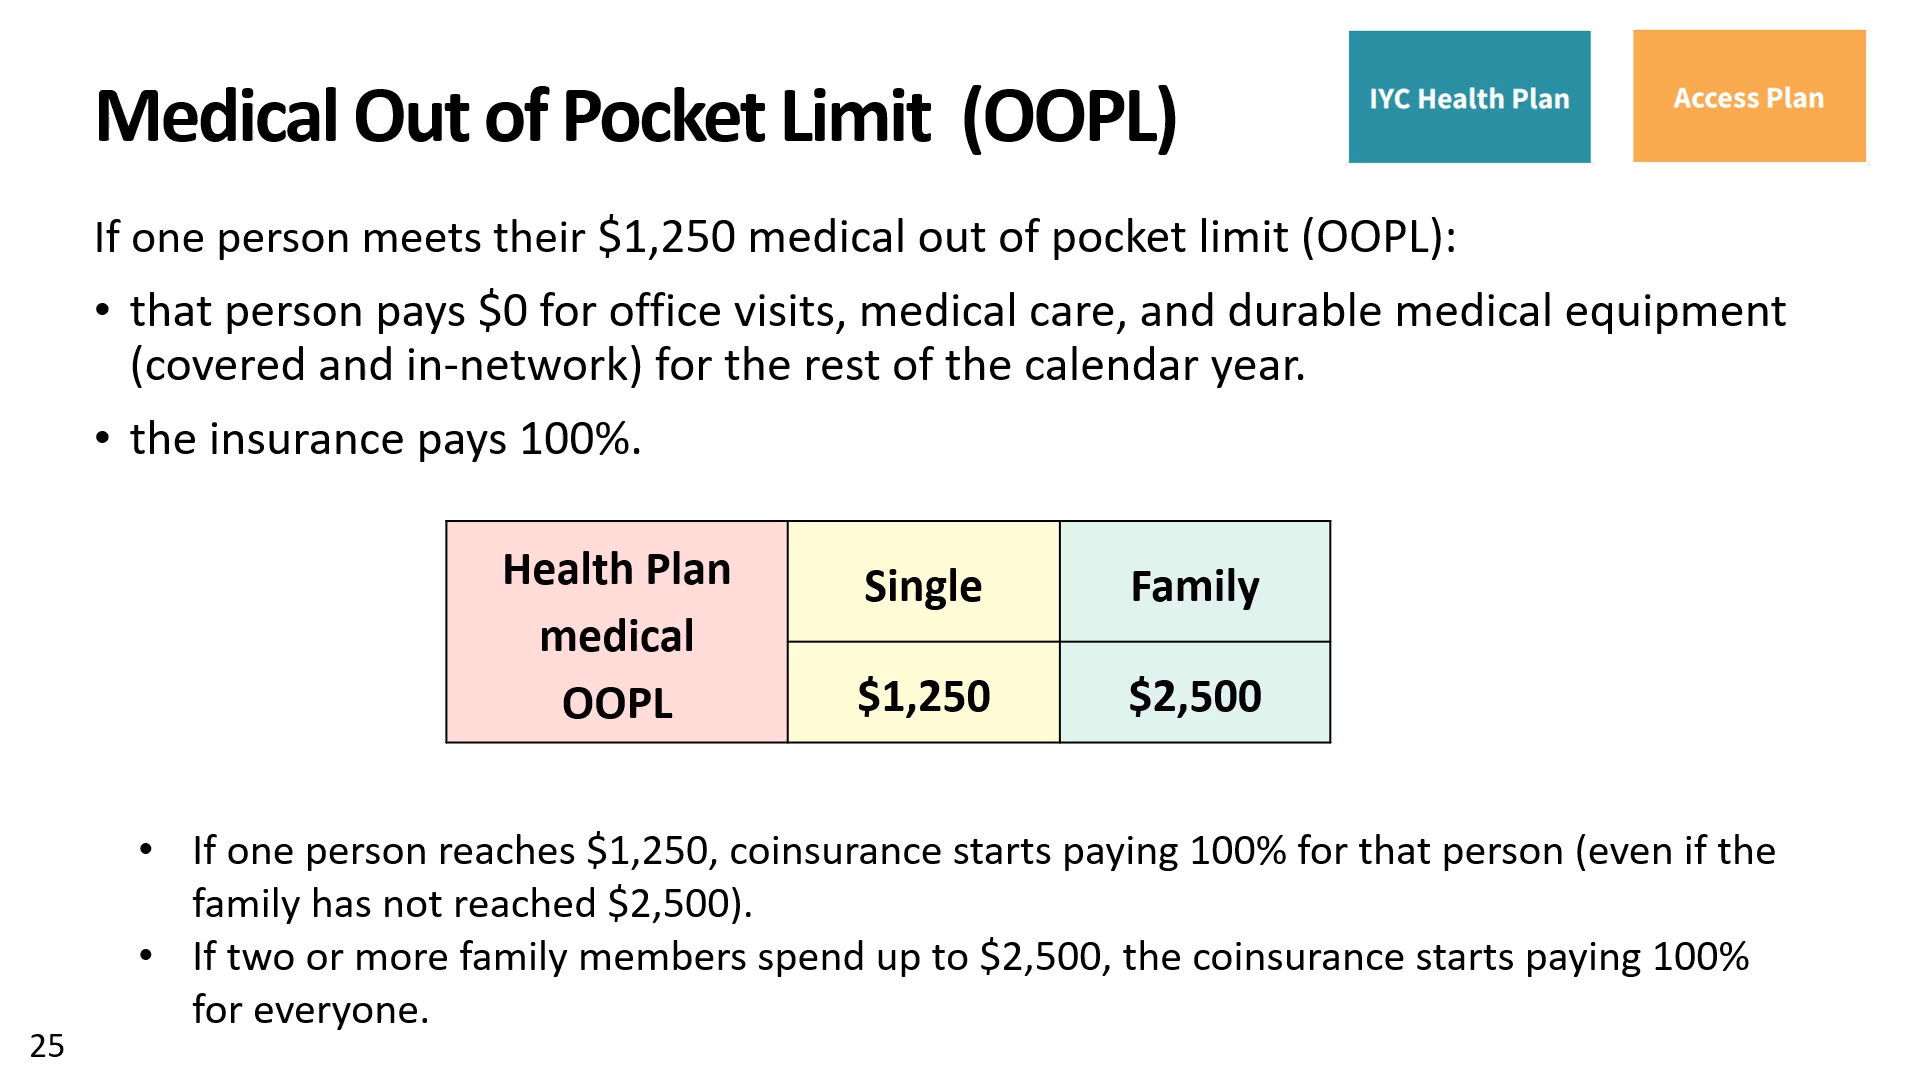 IYC Health Plan
Access Plan
Medical Out of Pocket Limit (OOPL)
If one person meets their $1,250 medical out of pocket limit (OOPL):
• that person pays $0 for office visits, medical care, and durable medical equipment
(covered and in-network) for the rest of the calendar year.
• the insurance pays 100%.
Health Plan
medical
OOPL
Single
Family
$1,250
$2,500
• If one person reaches $1,250, coinsurance starts paying 100% for that person (even if the
family has not reached $2,500).
• If two or more family members spend up to $2,500, the coinsurance starts paying 100%
for everyone.
25